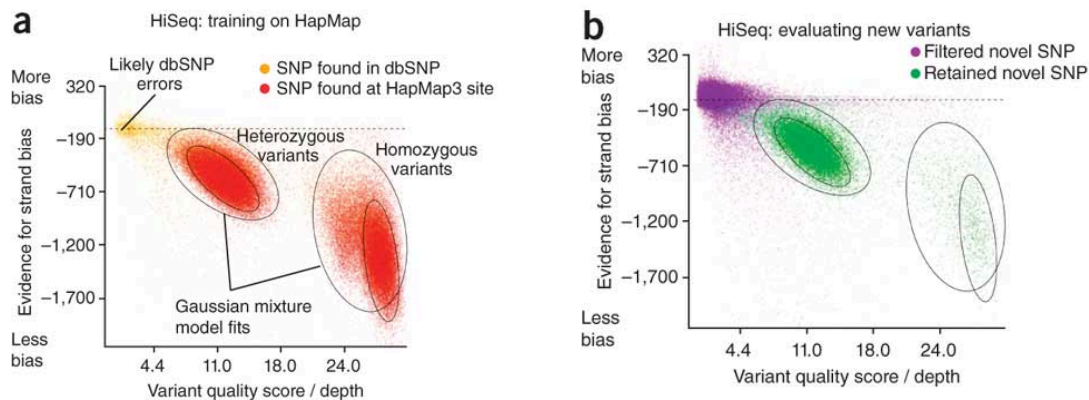 a
HiSeq: training on HapMap
More
bias
Likely dbSNP
errors
SNP found in dbSNP
SNP found at HapMap3 site
Heterozygous
variants
Homozygous
variants
Gaussian mixture
model fits
Evidence for strand bias
320
−190
−710
−1,200
−1,700
Less
bias
4.4
11.0
18.0
24.0
Variant quality score / depth
b
HiSeq: evaluating new variants
More
bias
Filtered novel SNP
Retained novel SNP
Evidence for strand bias
320
−190
−710
−1,200
−1,700
Less
bias
4.4
11.0
18.0
24.0
Variant quality score / depth